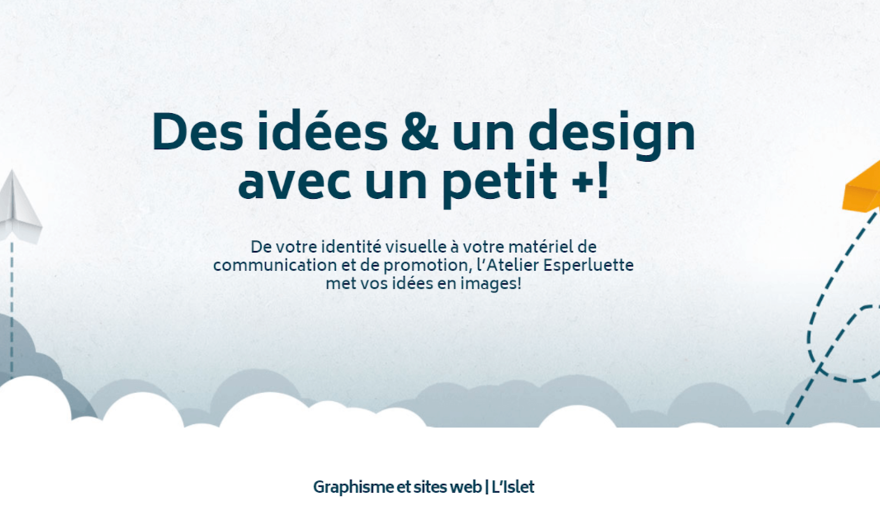 Des idées & un design
avec un petit +!
De votre identité visuelle à votre matériel de
communication et de promotion, l’Atelier Esperluette
met vos idées en images!
Graphisme et sites web | L’Islet